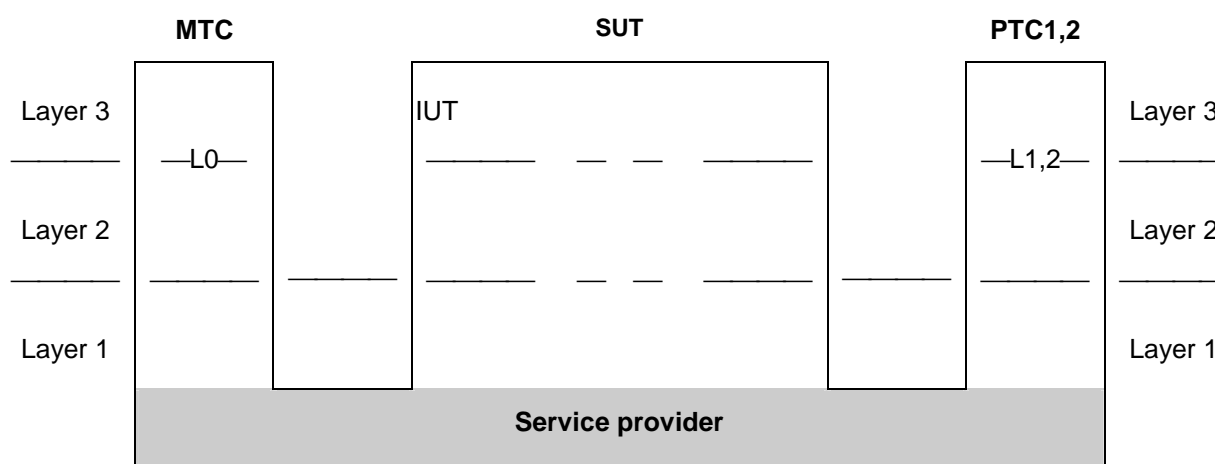 MTC
SUT
PTC1,2
Layer 3
IUT
Layer 3
L0
L1,2
Layer 2
Layer 2
Layer 1
Layer 1
Service provider